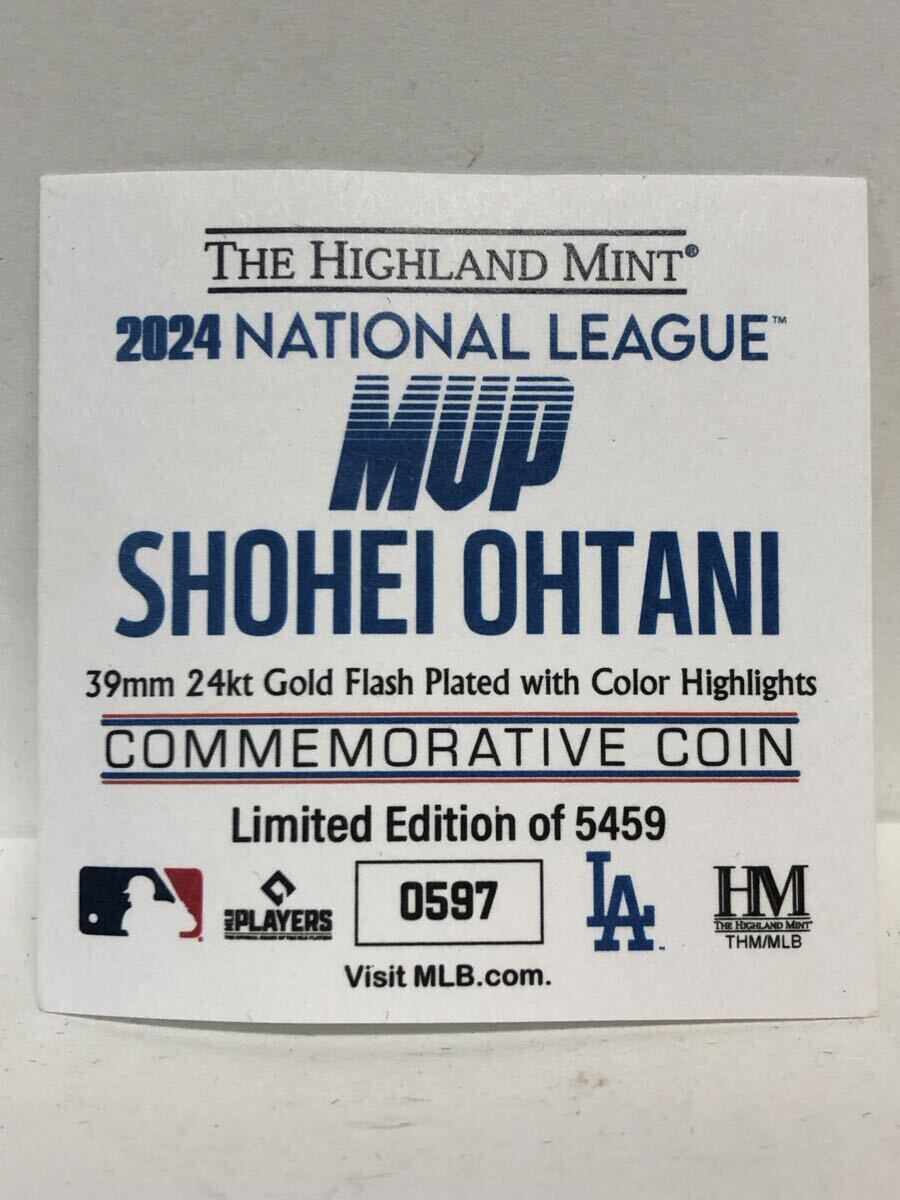 THE HIGHLAND MINT®
2024 NATIONAL LEAGUE™
MVP
SHOHEI OHTANI
39mm 24kt Gold Flash Plated with Color Highlights
COMMEMORATIVE COIN
Limited Edition of 5459
MLB PLAYERS
0597
LA
HM
THE HIGHLAND MINT
THM/MLB
Visit MLB.com.